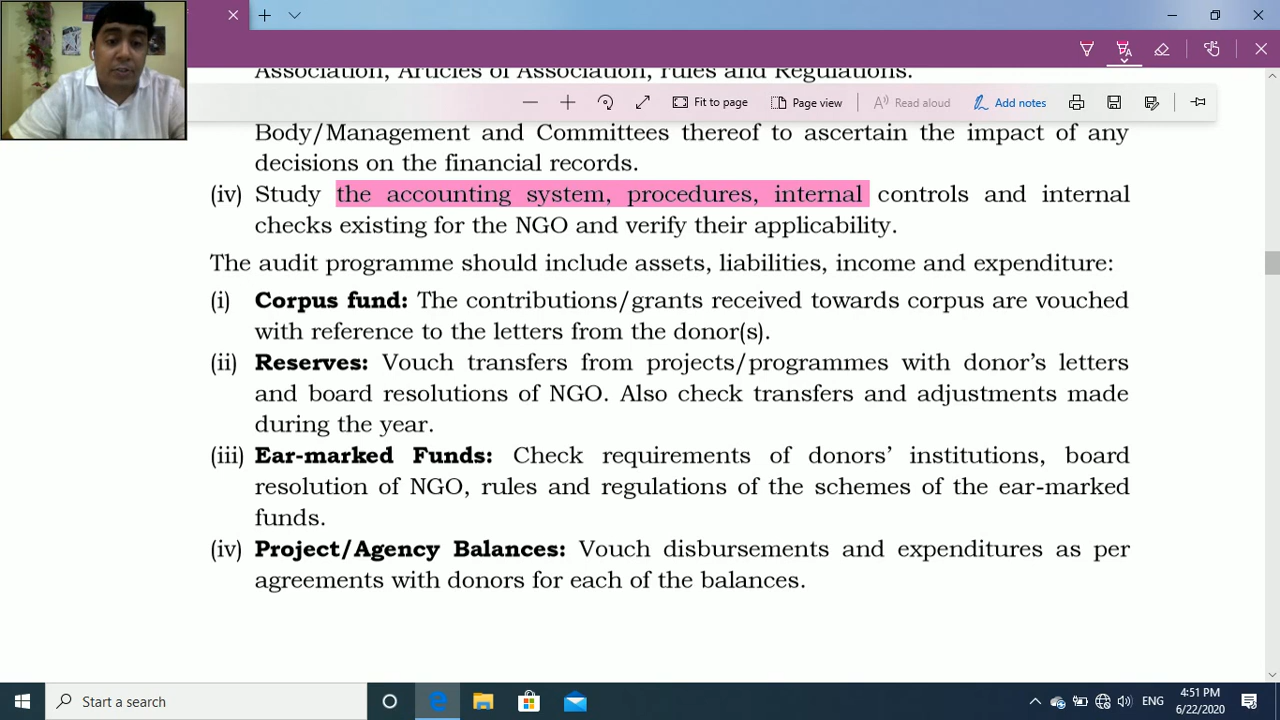 Association, Articles of Association, rules and Regulations.
Fit to page
Page view
Read aloud
Add notes
Body/Management and Committees thereof to ascertain the impact of any
decisions on the financial records.
(iv) Study the accounting system, procedures, internal controls and internal
checks existing for the NGO and verify their applicability.
The audit programme should include assets, liabilities, income and expenditure:
(i) Corpus fund: The contributions/grants received towards corpus are vouched
with reference to the letters from the donor(s).
(ii) Reserves: Vouch transfers from projects/programmes with donor’s letters
and board resolutions of NGO. Also check transfers and adjustments made
during the year.
(iii) Ear-marked Funds: Check requirements of donors’ institutions, board
resolution of NGO, rules and regulations of the schemes of the ear-marked
funds.
(iv) Project/Agency Balances: Vouch disbursements and expenditures as per
agreements with donors for each of the balances.
Start a search
ENG
4:51 PM
6/22/2020